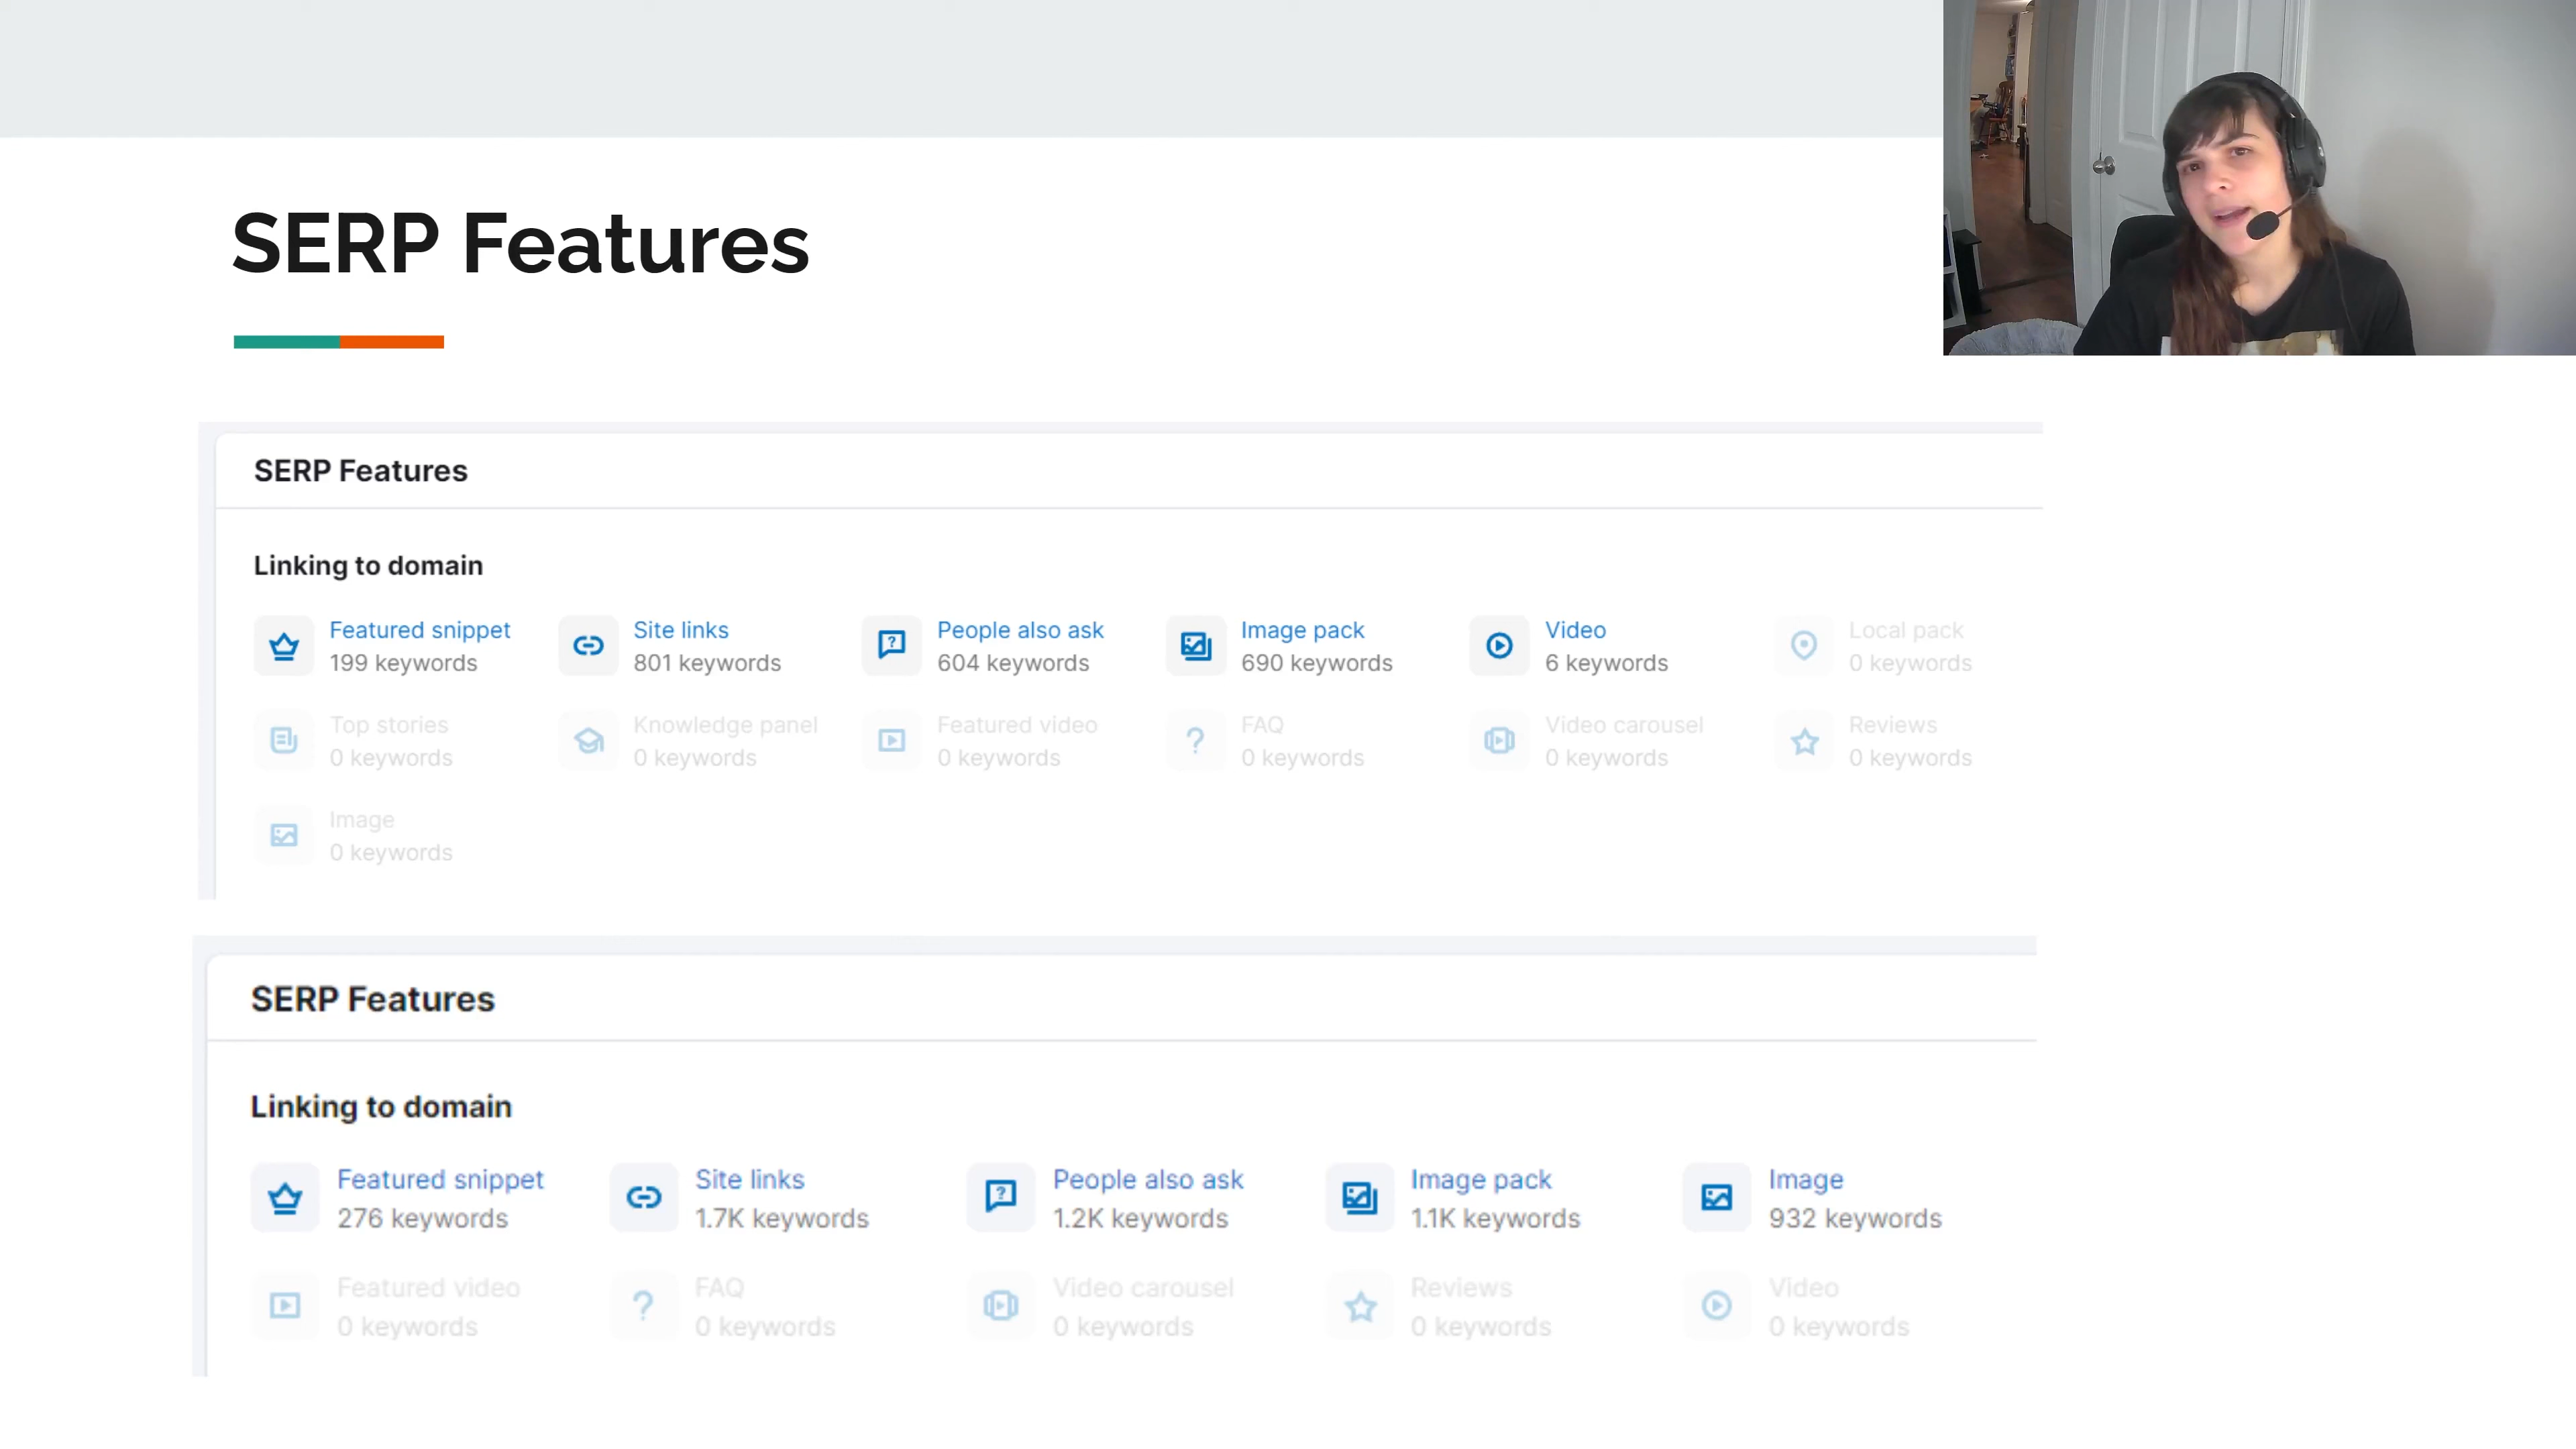 SERP Features
SERP Features
Linking to domain
Featured snippet
199 keywords
Site links
801 keywords
People also ask
604 keywords
Image pack
690 keywords
Video
6 keywords
Local pack
0 keywords
Top stories
0 keywords
Knowledge panel
0 keywords
Featured video
0 keywords
FAQ
0 keywords
Video carousel
0 keywords
Reviews
0 keywords
Image
0 keywords
SERP Features
Linking to domain
Featured snippet
276 keywords
Site links
1.7K keywords
People also ask
1.2K keywords
Image pack
1.1K keywords
Image
932 keywords
Featured video
0 keywords
FAQ
0 keywords
Video carousel
0 keywords
Reviews
0 keywords
Video
0 keywords